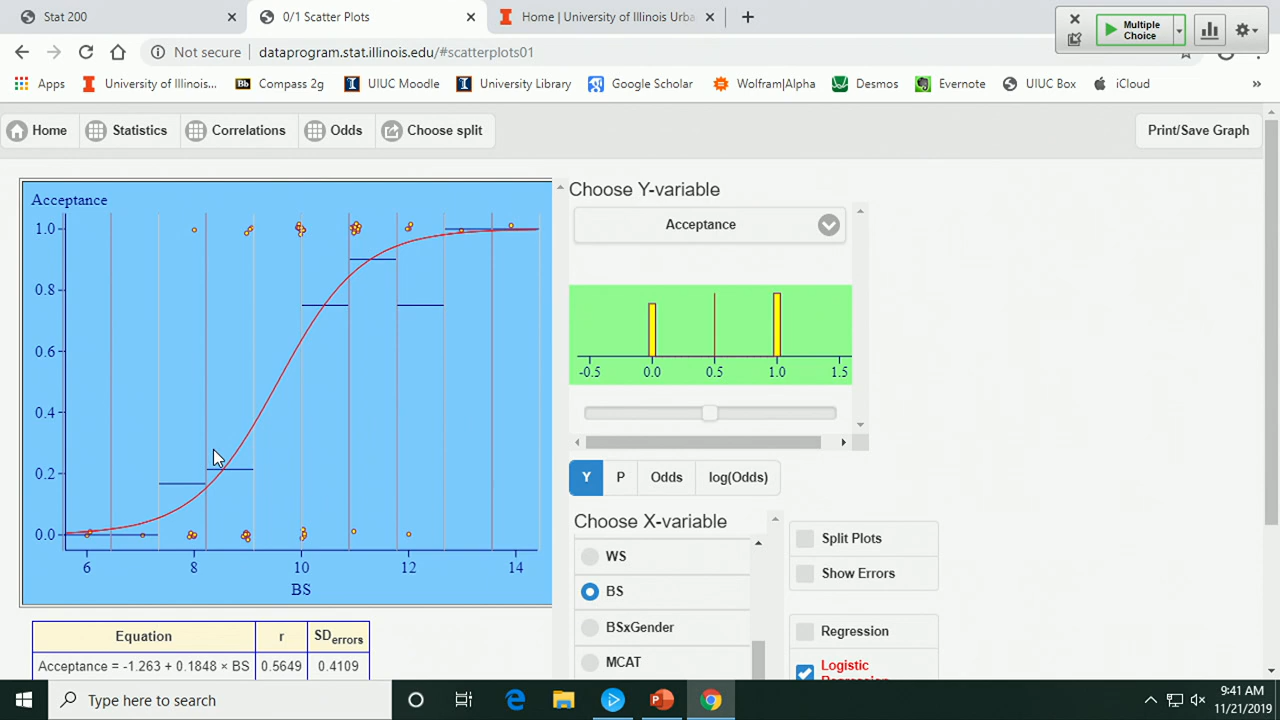 Stat 200
0/1 Scatter Plots
Home | University of Illinois Urba
Multiple Choice
Not secure
dataprogram.stat.illinois.edu/#scatterplots01
Apps
University of Illinois...
Bb Compass 2g
UIUC Moodle
University Library
Google Scholar
Wolfram|Alpha
Desmos
Evernote
UIUC Box
iCloud
»
Home
Statistics
Correlations
Odds
Choose split
Print/Save Graph
Acceptance
1.0
0.8
0.6
0.4
0.2
0.0
6 8 10 12 14
BS
Equation r SDerrors
Acceptance = -1.263 + 0.1848 × BS 0.5649 0.4109
Choose Y-variable
Acceptance
-0.5 0.0 0.5 1.0 1.5
Y P Odds log(Odds)
Choose X-variable
WS
BS
BSxGender
MCAT
Split Plots
Show Errors
Regression
Logistic
Regression
Type here to search
9:41 AM
11/21/2019